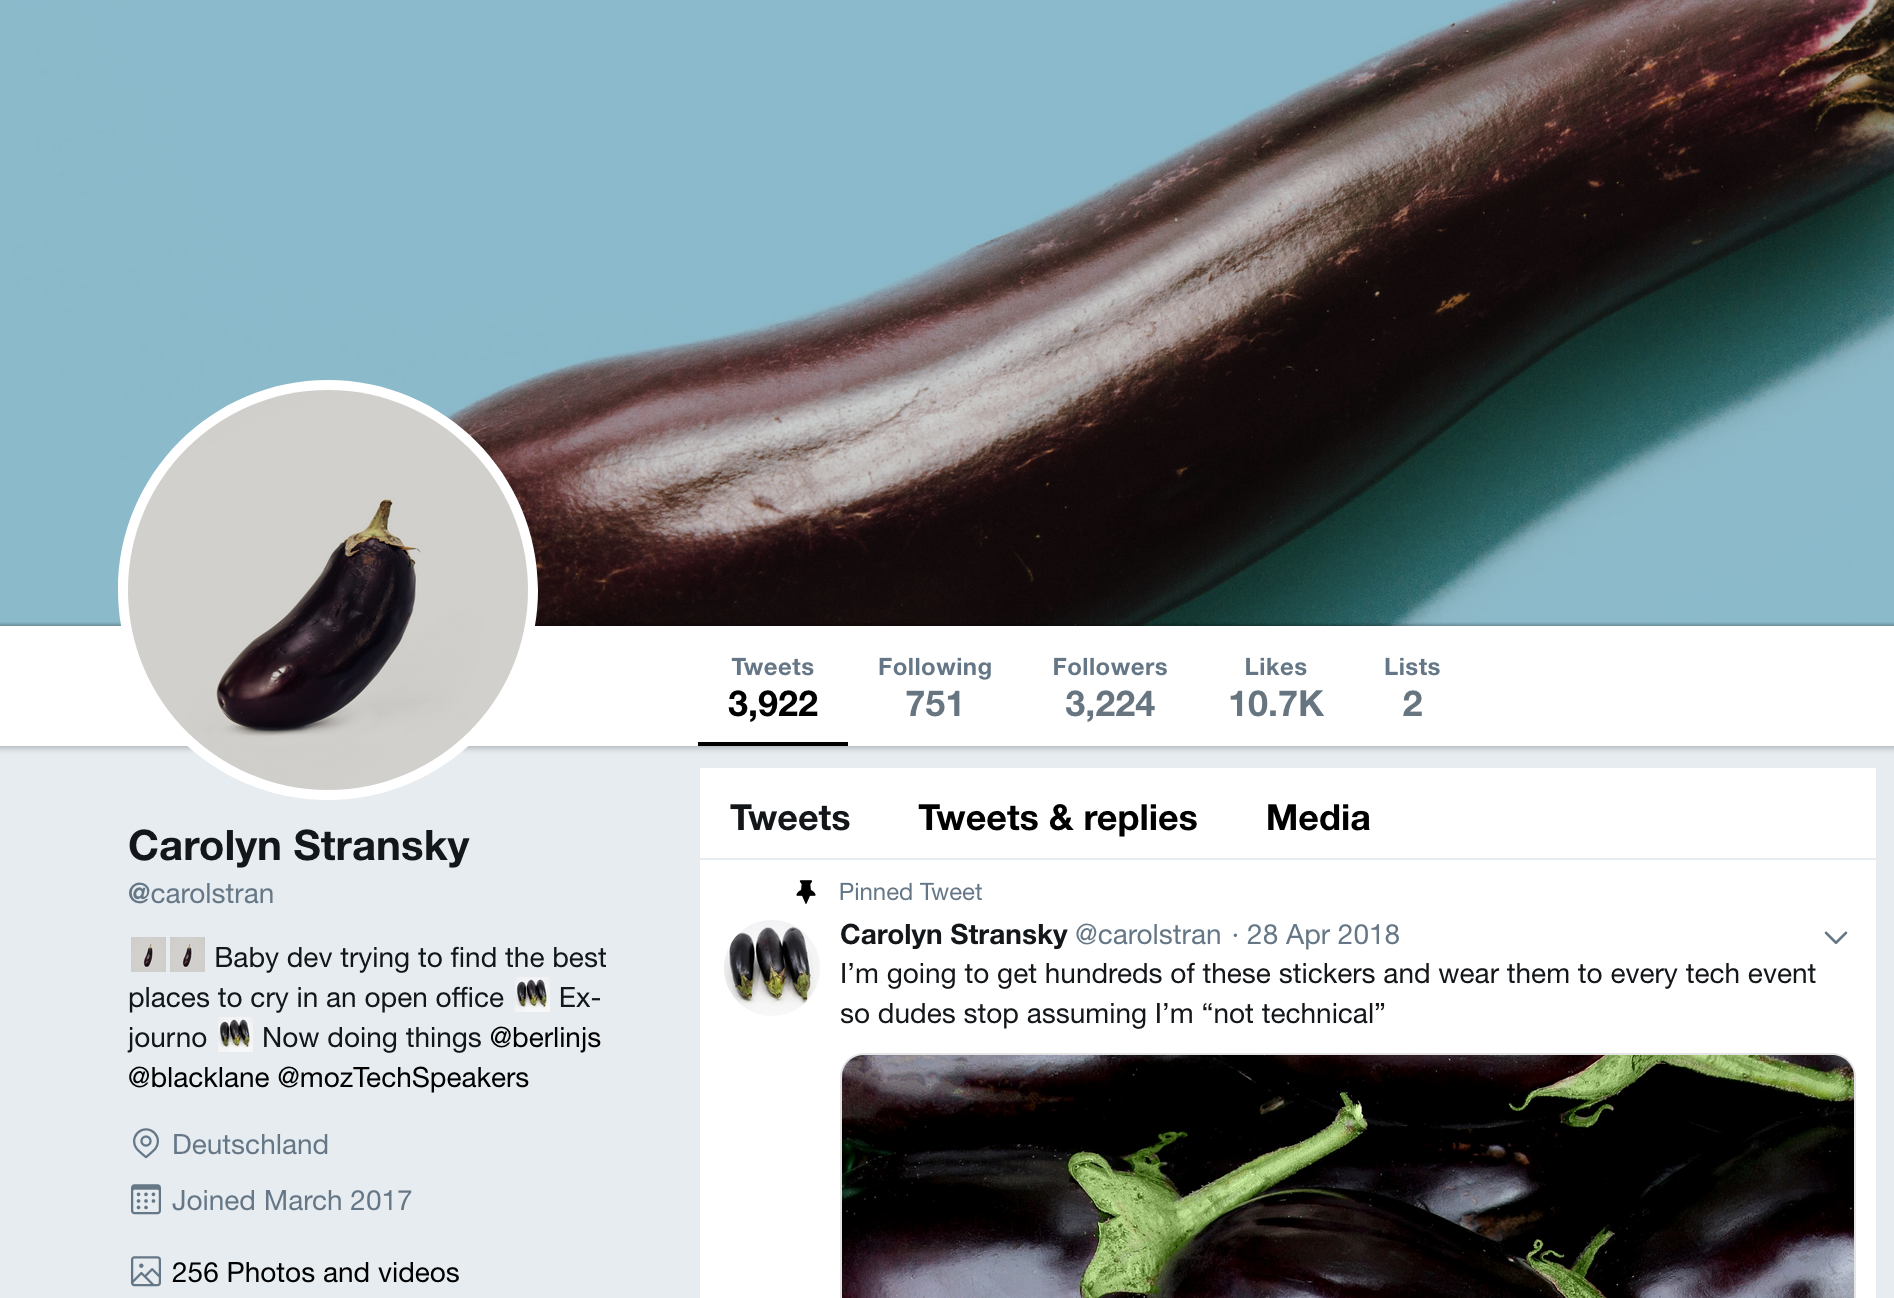 Tweets Following Followers Likes Lists
3,922 751 3,224 10.7K 2
Carolyn Stransky
@carolstran
Baby dev trying to find the best
places to cry in an open office Ex-
journo Now doing things @berlinjs
@blacklane @mozTechSpeakers
Deutschland
Joined March 2017
256 Photos and videos
Tweets Tweets & replies Media
Pinned Tweet
Carolyn Stransky @carolstran · 28 Apr 2018
I’m going to get hundreds of these stickers and wear them to every tech event
so dudes stop assuming I’m “not technical”